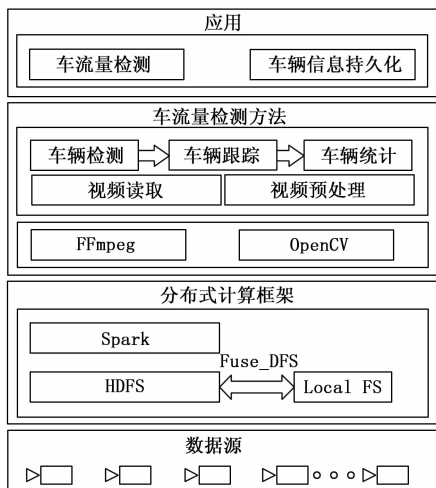 应用
车流量检测 车辆信息持久化
车流量检测方法
车辆检测 车辆跟踪 车辆统计
视频读取 视频预处理
FFmpeg OpenCV
分布式计算框架
Spark
Fuse_DFS
HDFS Local FS
数据源